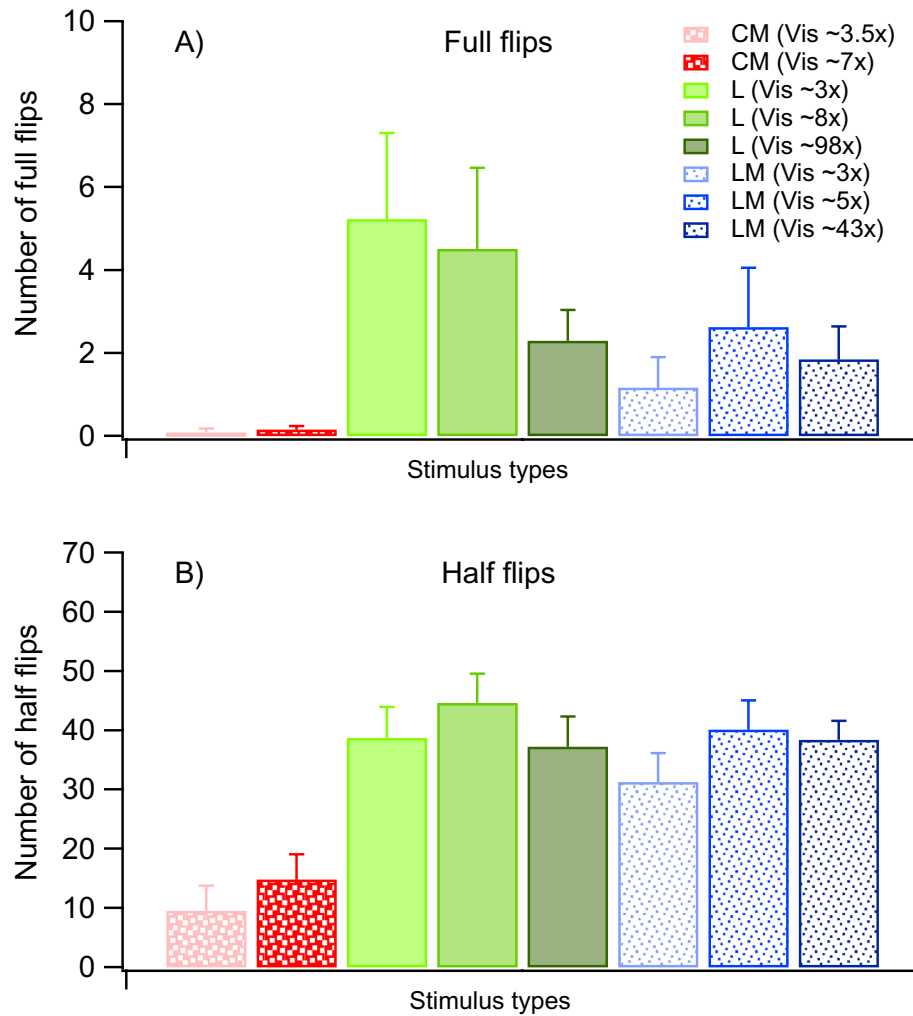 A)
Full flips
CM (Vis ~3.5x)
CM (Vis ~7x)
L (Vis ~3x)
L (Vis ~8x)
L (Vis ~98x)
LM (Vis ~3x)
LM (Vis ~5x)
LM (Vis ~43x)
Number of full flips
10
8
6
4
2
0
Stimulus types
B)
Half flips
Number of half flips
70
60
50
40
30
20
10
0
Stimulus types